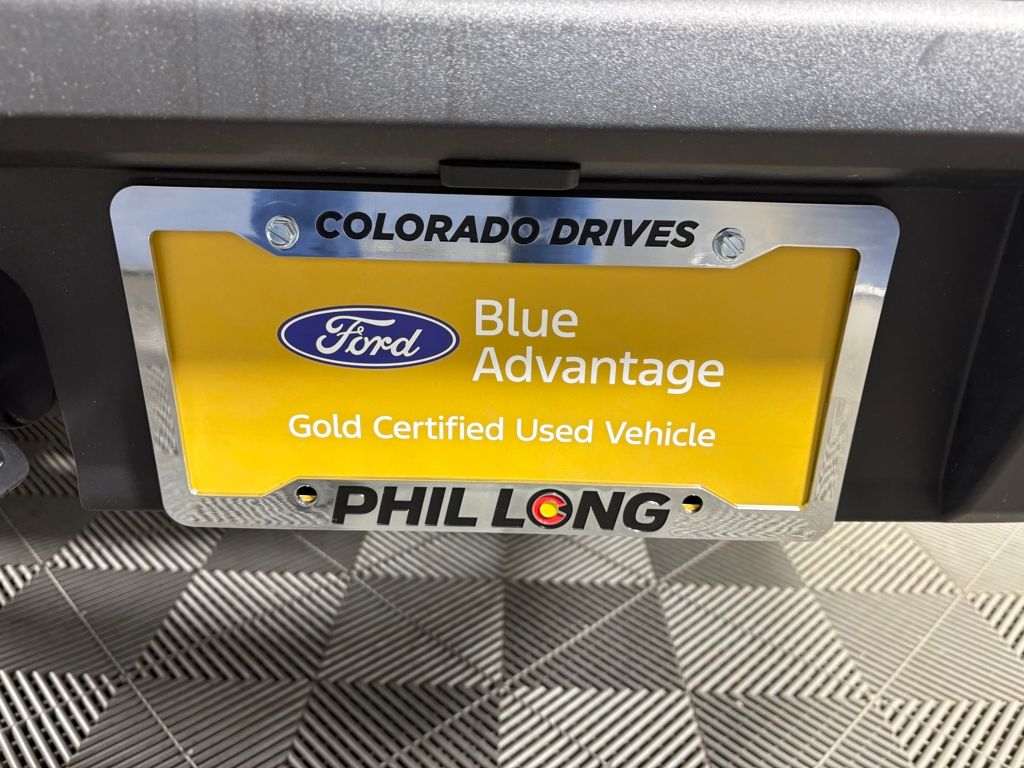 COLORADO DRIVES
Ford
Blue
Advantage
Gold Certified Used Vehicle
PHIL LONG